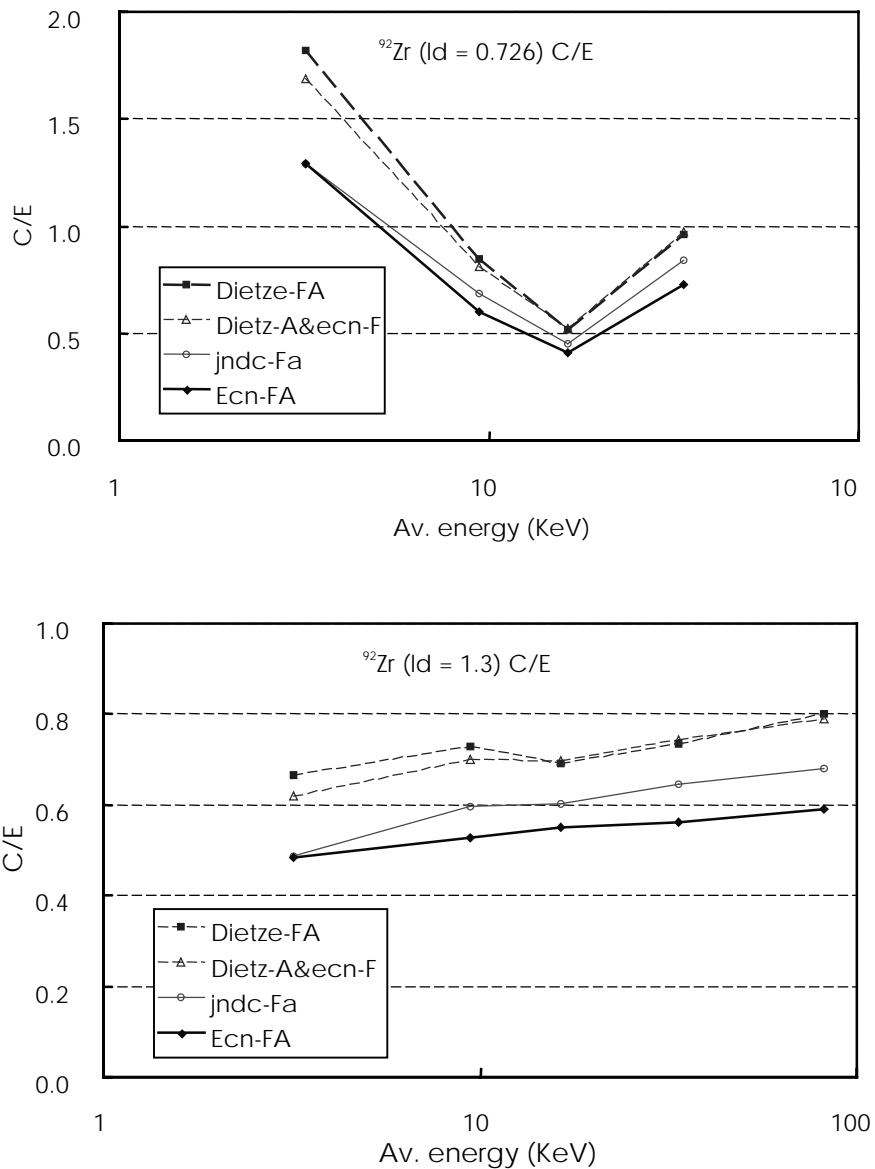 2.0
⁹²Zr (Id = 0.726) C/E
1.5
C/E
1.0
Dietze-FA
Dietz-A&ecn-F
0.5
jndc-Fa
Ecn-FA
0.0
1
10
10
Av. energy (KeV)
1.0
⁹²Zr (Id = 1.3) C/E
0.8
0.6
C/E
0.4
Dietze-FA
Dietz-A&ecn-F
0.2
jndc-Fa
Ecn-FA
0.0
1
10
100
Av. energy (KeV)